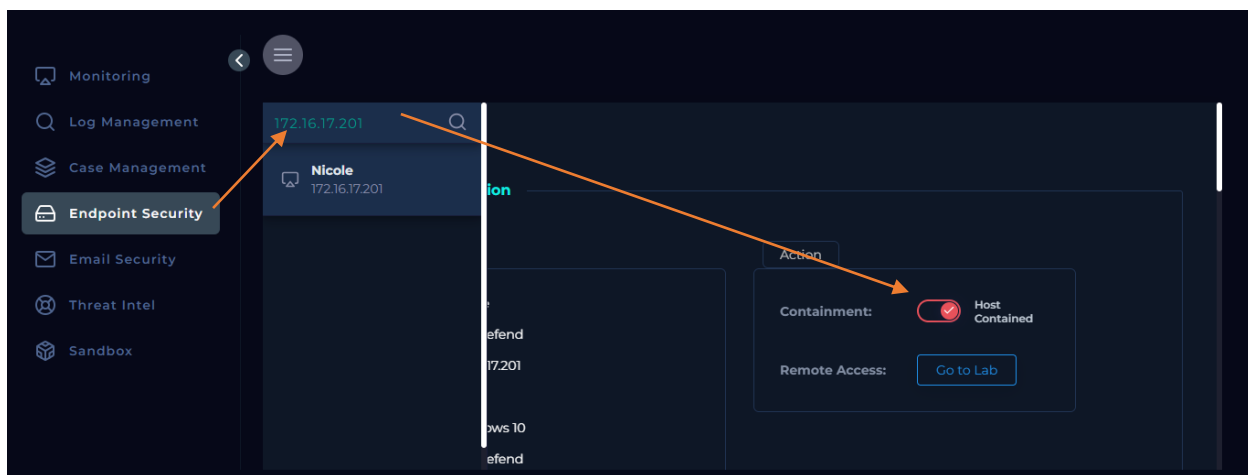 Monitoring
Log Management
Case Management
Endpoint Security
Email Security
Threat Intel
Sandbox
172.16.17.201
Nicole
172.16.17.201
ion
efend
17.201
ows 10
efend
Action
Containment:
Host
Contained
Remote Access:
Go to Lab